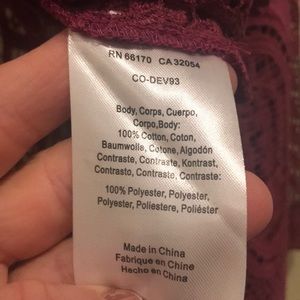 RN 66170 CA 32054
CO-DEV93
Body, Corps, Cuerpo,
Corpo,Body:
100% Cotton, Coton,
Baumwolle, Cotone, Algodón
Contraste, Contraste, Kontrast,
Contrasto, Contraste, Contraste:
100% Polyester, Polyester,
Polyester, Poliestere, Poliéster
Made in China
Fabriqué en Chine
Hecho en China